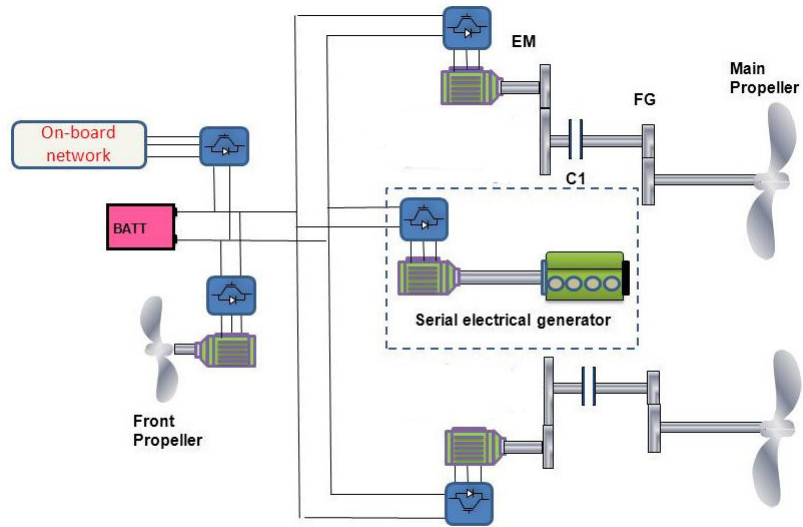 EM
Main
Propeller
FG
On-board
network
C1
BATT
Serial electrical generator
Front
Propeller